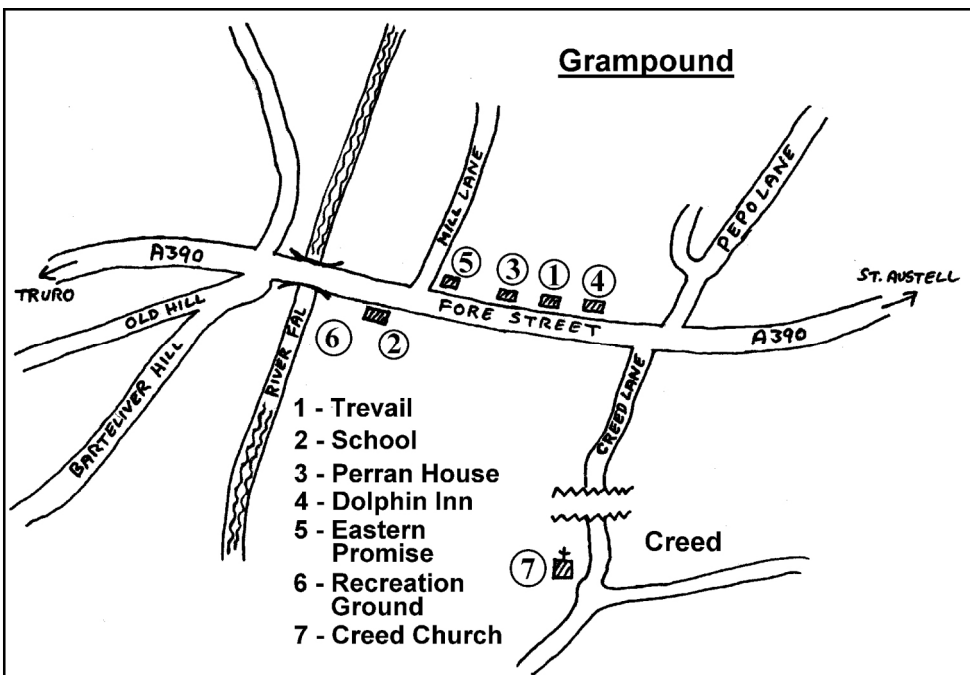 Grampound
MILL LANE
PEPO LANE
A390
TRURO
OLD HILL
BARTELIVER HILL
RIVER FAL
5
3
1
4
FORE STREET
ST. AUSTELL
A390
6
2
CREED LANE
1 - Trevail
2 - School
3 - Perran House
4 - Dolphin Inn
5 - Eastern
Promise
6 - Recreation
Ground
7 - Creed Church
Creed
7